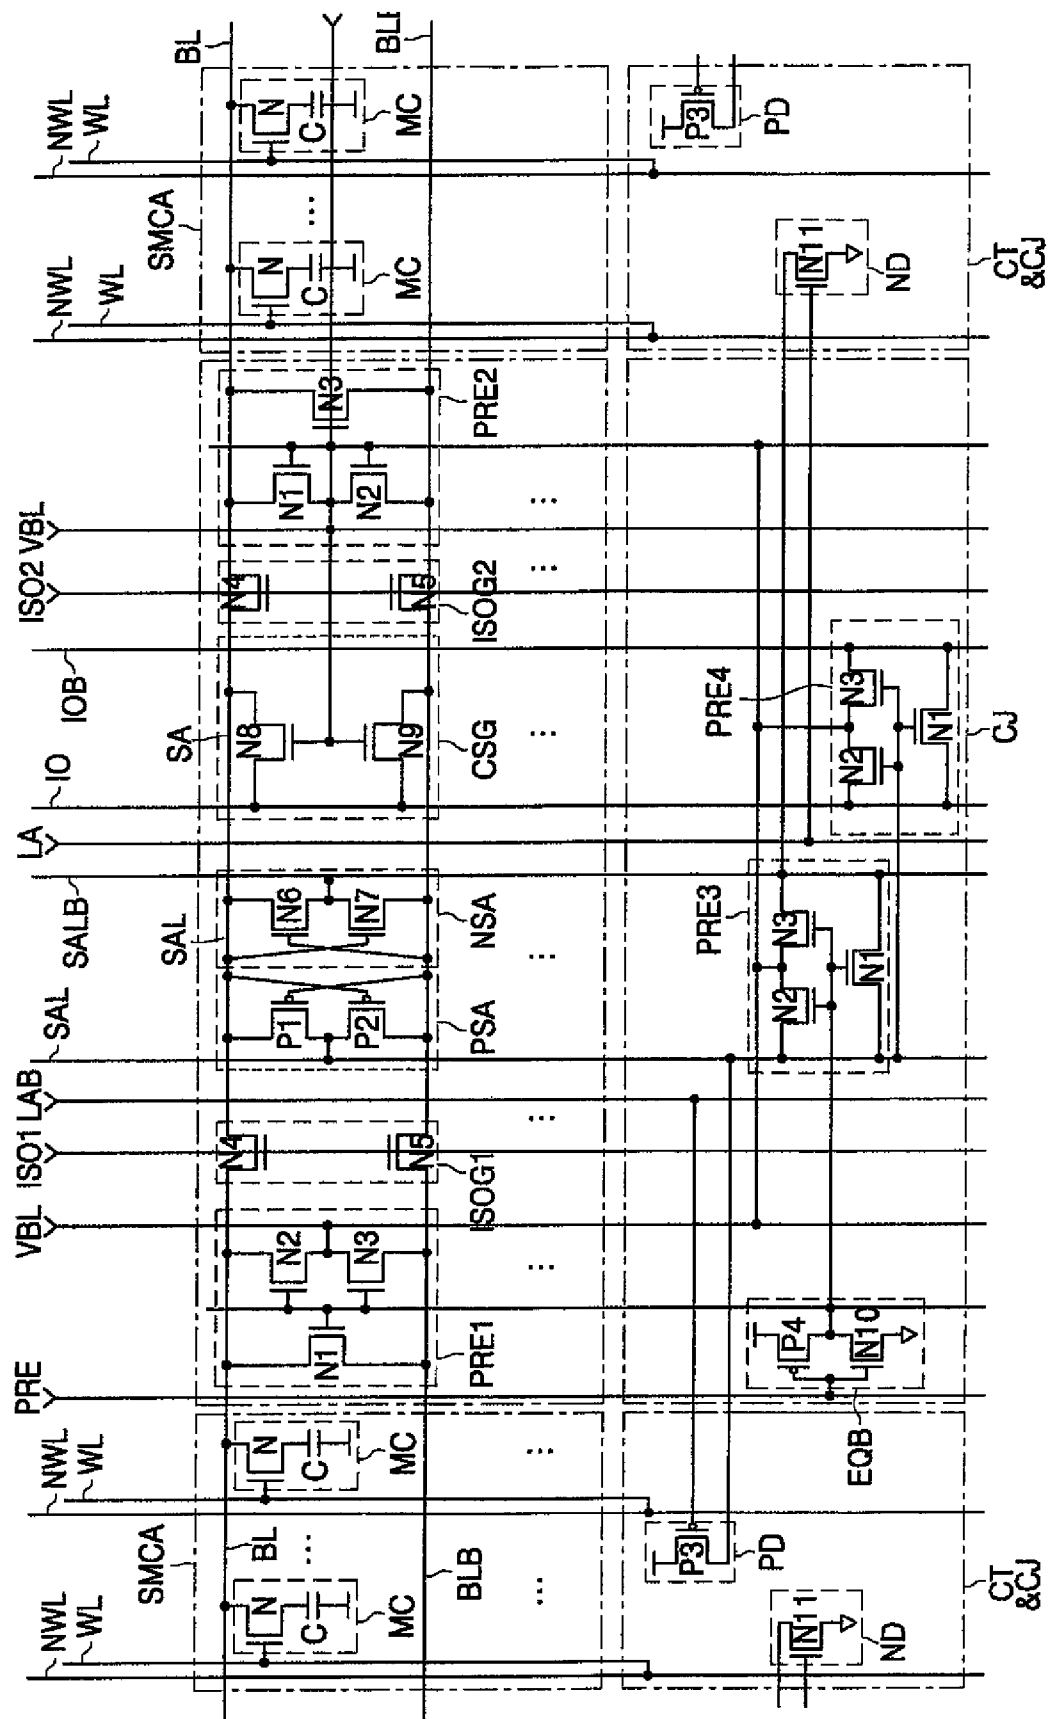 NWL
WL
NWL
WL
PRE
VBL
ISO1
LAB
SAL
SALB
LA
IO
IOB
ISO2
VBL
NWL
WL
NWL
WL
SMCA
SAL
SA
SMCA
BL
BL
N
C
N
C
N1
N2
N3
N4
N5
P1
P2
N6
N7
N8
N9
N4
N5
N1
N2
N3
N
C
N
C
...
...
MC
MC
BLB
PRE1
ISOG1
PSA
NSA
CSG
ISOG2
PRE2
MC
MC
...
...
...
...
...
...
...
...
P3
PD
PRE3
PRE4
P3
PD
N11
ND
P4
N10
EQB
N2
N3
N1
N2
N3
N1
CJ
N11
ND
CT
&CJ
CT
&CJ